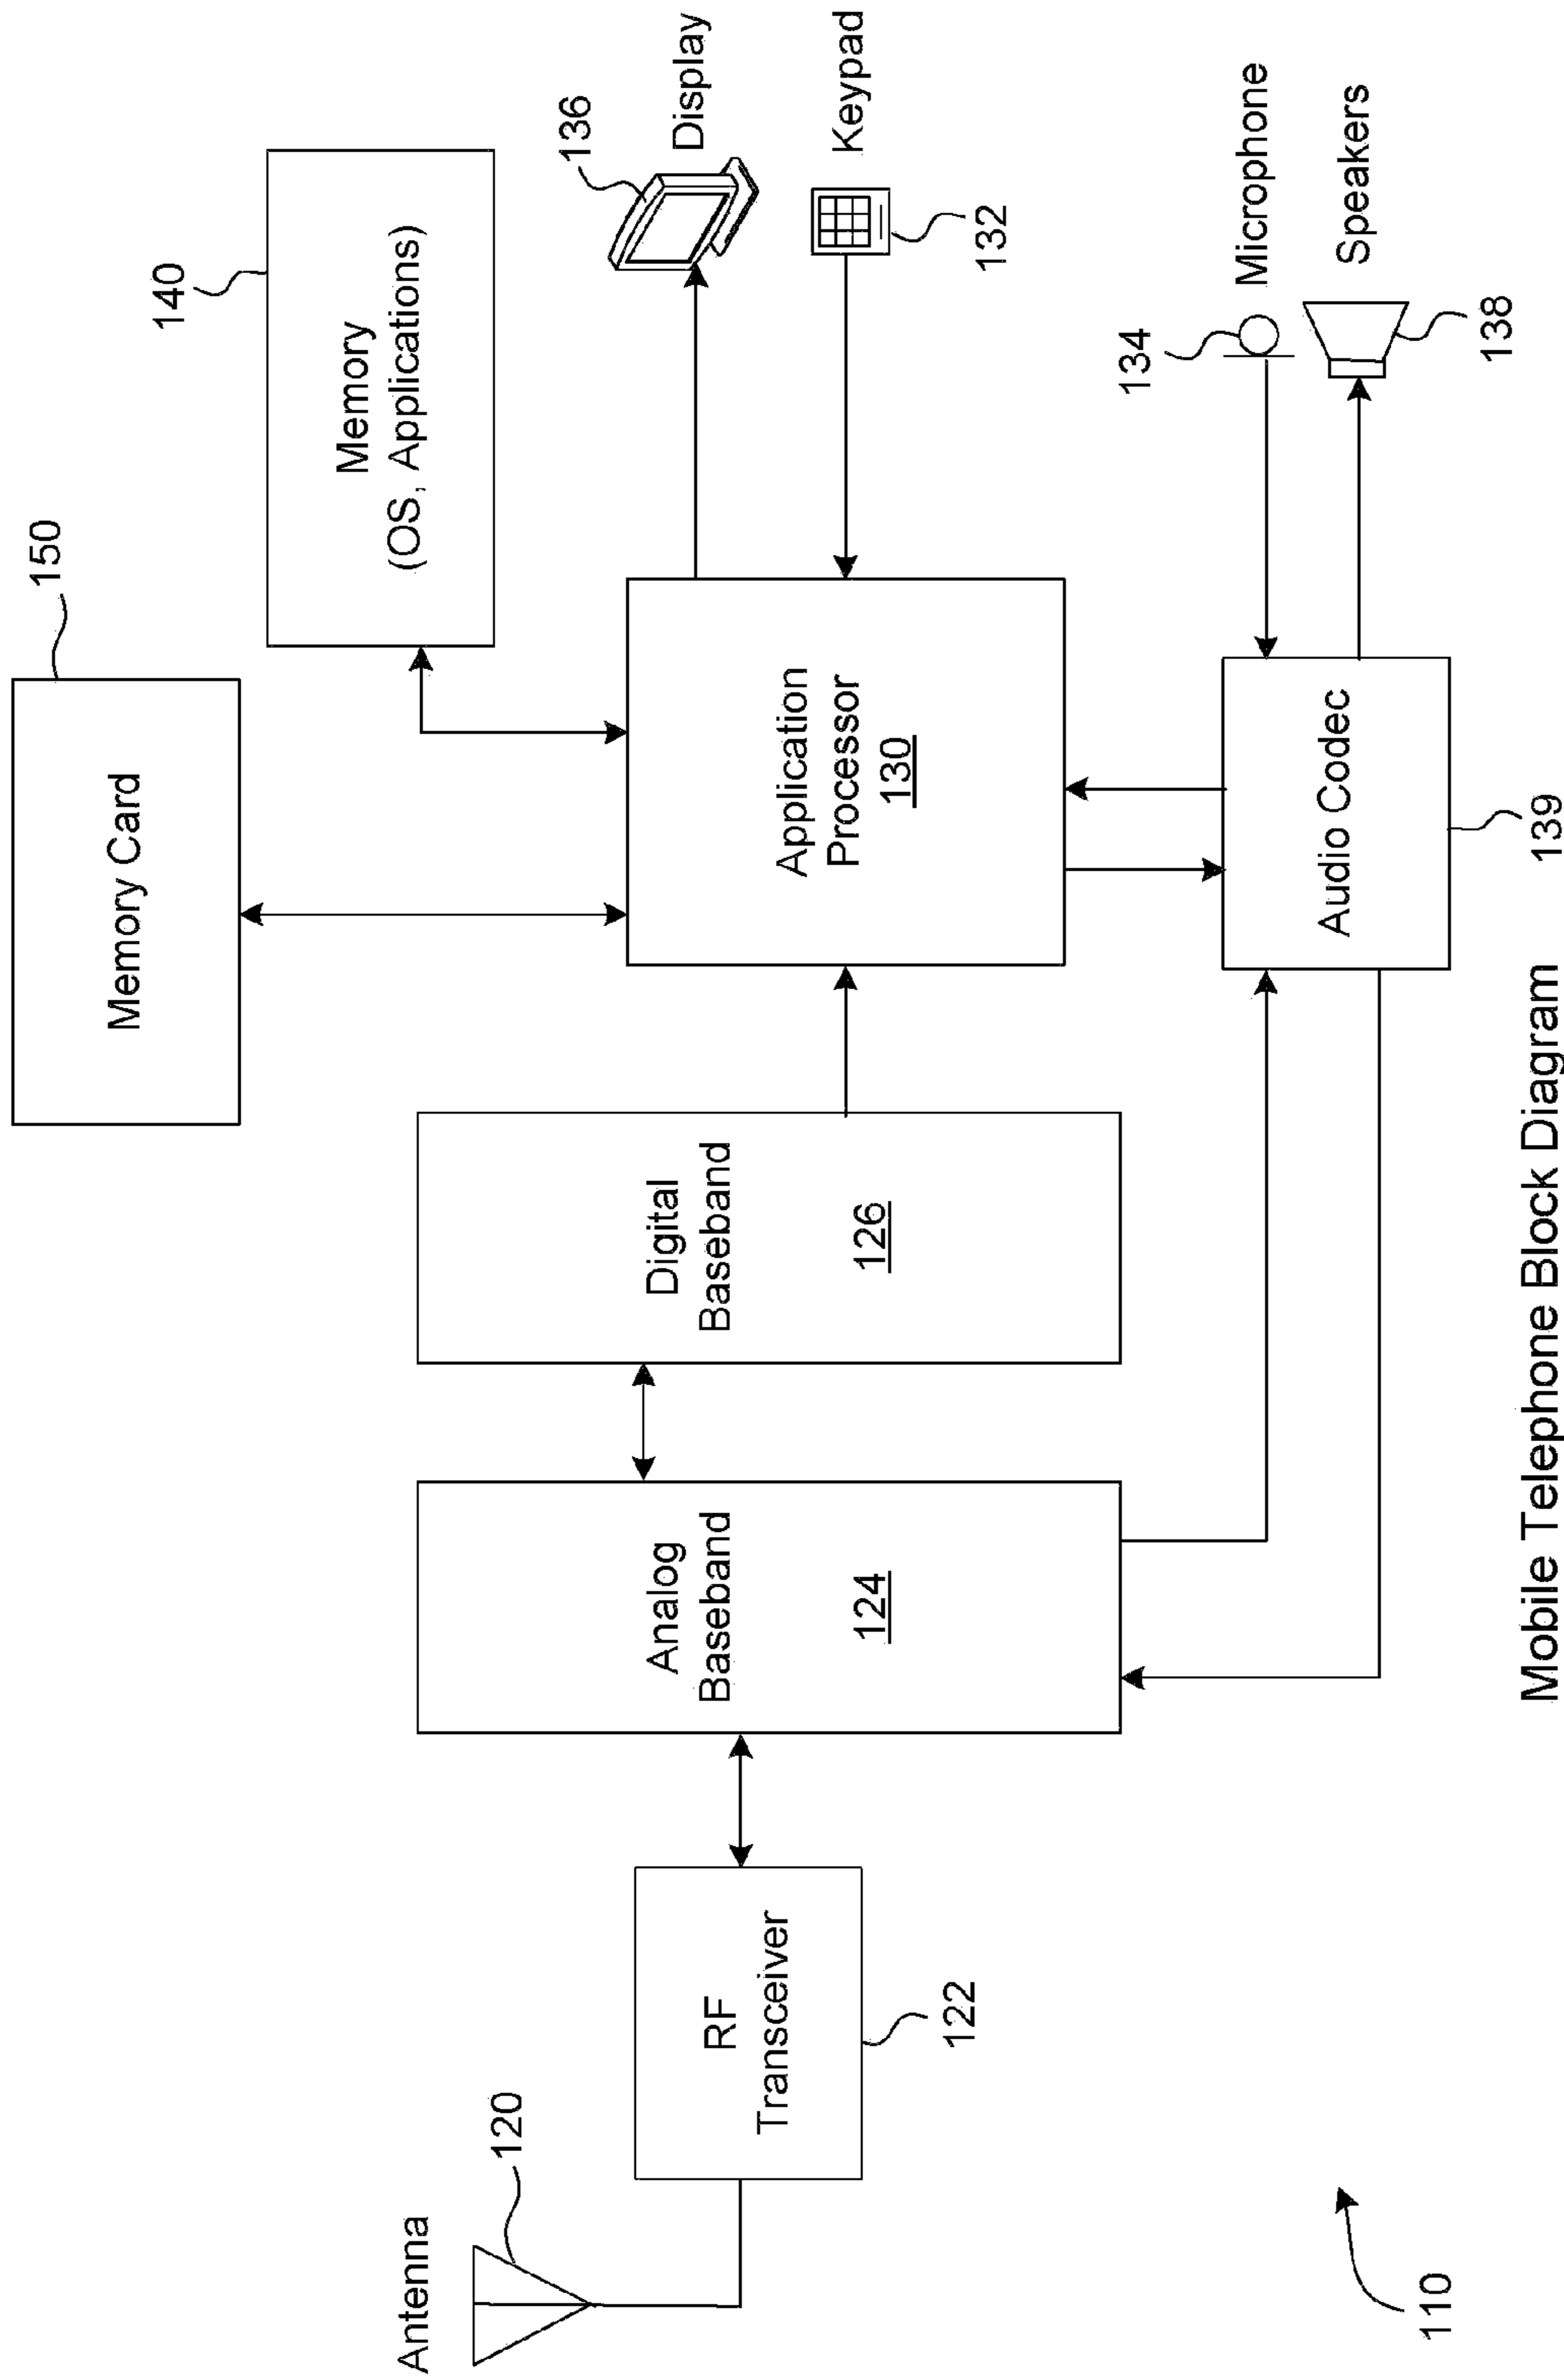 Memory Card
150
140
Memory
(OS, Applications)
136
Display
Keypad
132
Application
Processor
130
Digital
Baseband
126
Analog
Baseband
124
RF
Transceiver
122
Antenna
120
134
Microphone
Speakers
138
Audio Codec
139
110
Mobile Telephone Block Diagram